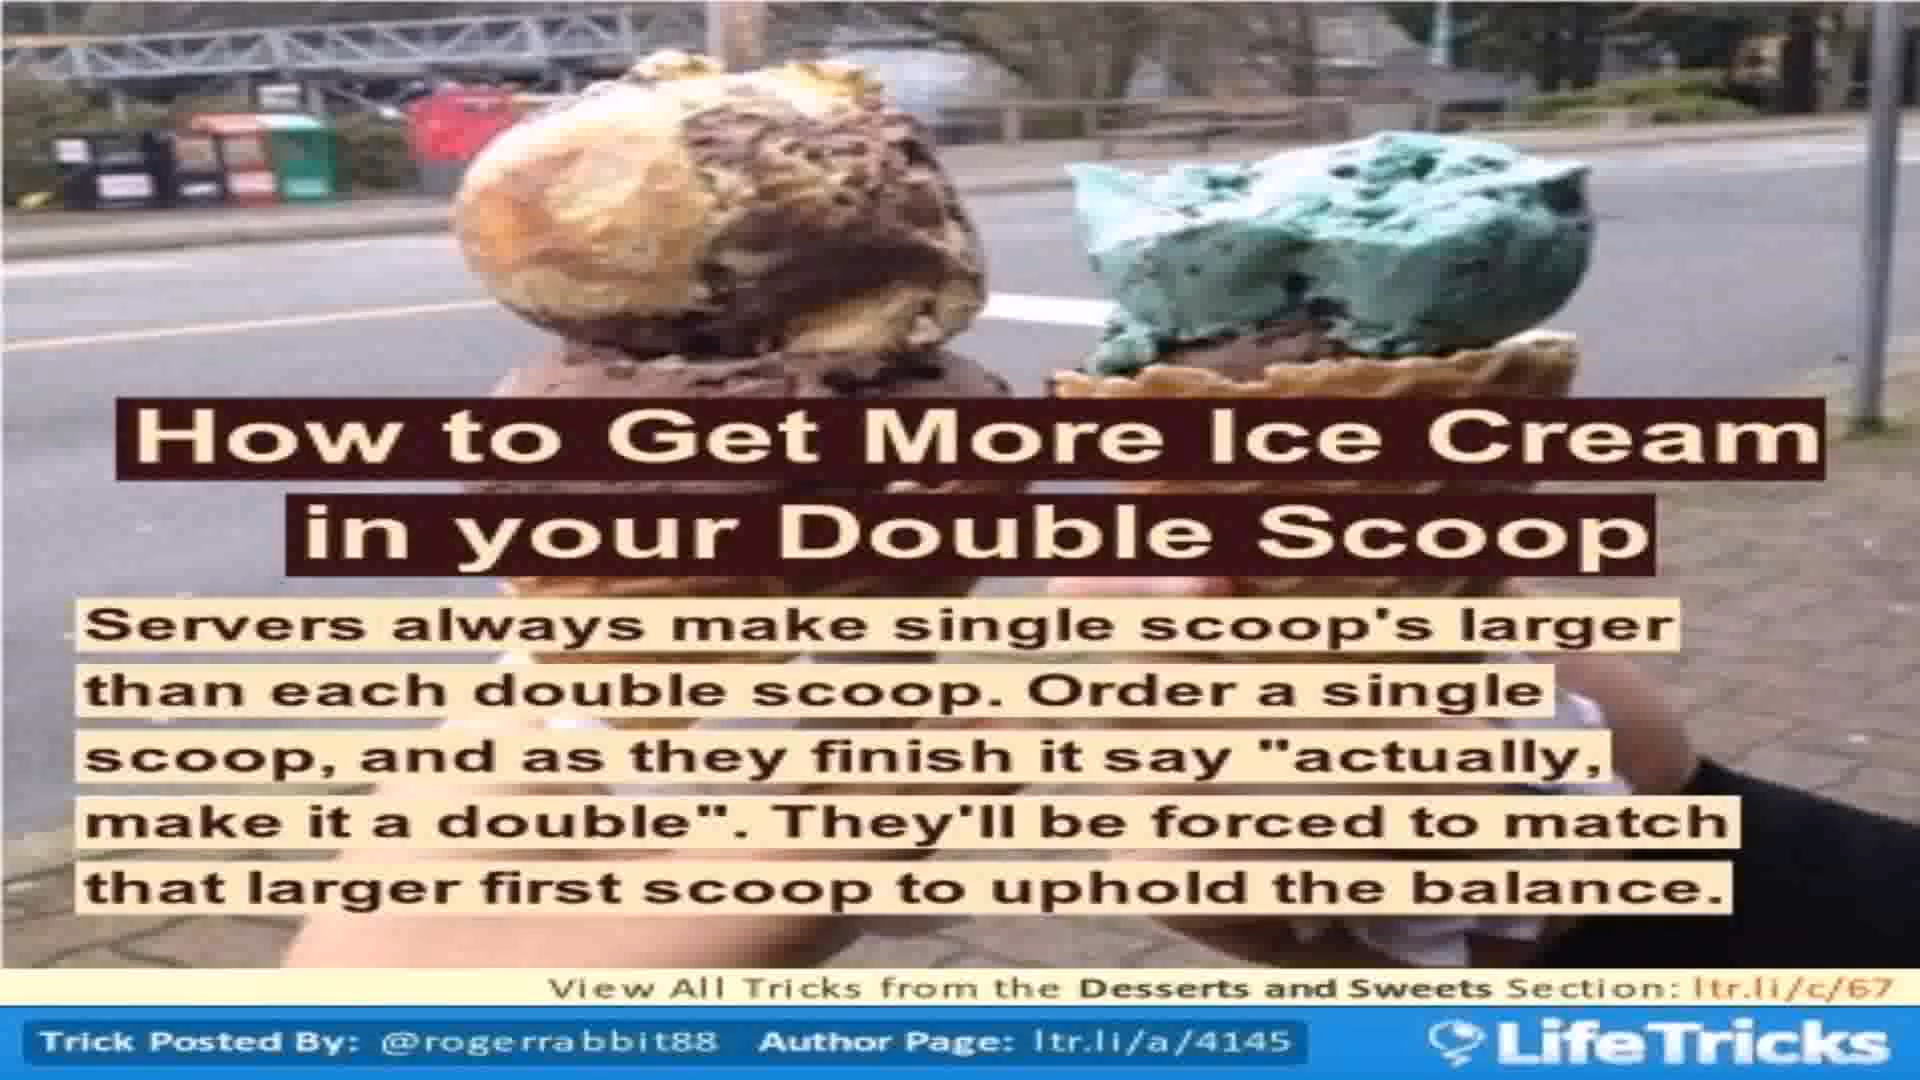 How to Get More Ice Cream
in your Double Scoop
Servers always make single scoop's larger
than each double scoop. Order a single
scoop, and as they finish it say "actually,
make it a double". They'll be forced to match
that larger first scoop to uphold the balance.
View All Tricks from the Desserts and Sweets Section: ltr.li/c/67
Trick Posted By: @rogerrabbit88 Author Page: ltr.li/a/4145 LifeTricks